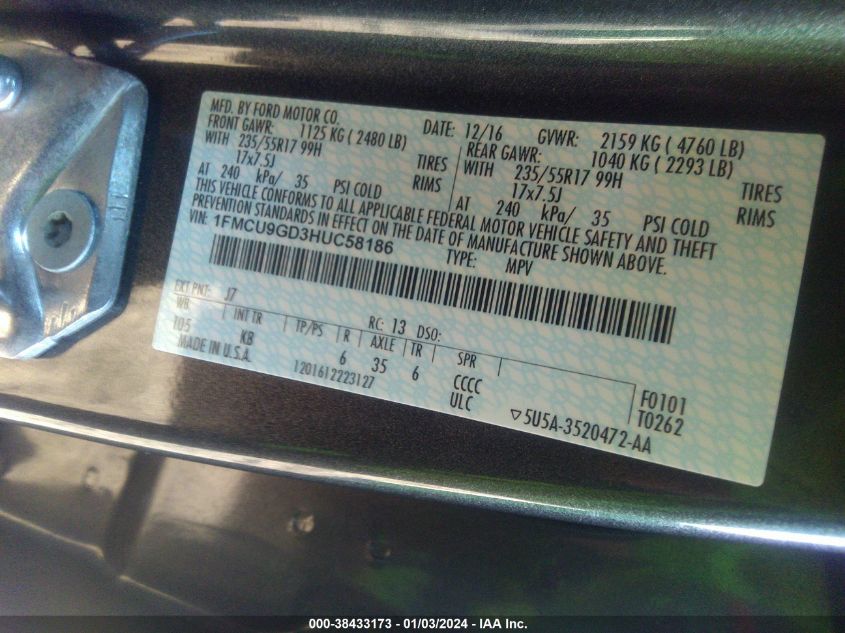 MFD. BY FORD MOTOR CO.
DATE: 12/16 GVWR: 2159 KG ( 4760 LB)
FRONT GAWR: 1125 KG ( 2480 LB) REAR GAWR: 1040 KG ( 2293 LB)
WITH 235/55R17 99H TIRES WITH 235/55R17 99H TIRES
17x7.5J RIMS 17x7.5J RIMS
AT 240 kPa/ 35 PSI COLD AT 240 kPa/ 35 PSI COLD
THIS VEHICLE CONFORMS TO ALL APPLICABLE FEDERAL MOTOR VEHICLE SAFETY AND THEFT
PREVENTION STANDARDS IN EFFECT ON THE DATE OF MANUFACTURE SHOWN ABOVE.
VIN: 1FMCU9GD3HUC58186 TYPE: MPV
EXT PNT: J7 RC: 13 DSO:
WB INT TR TP/PS R AXLE TR SPR
105 KB 6 35 6 CCCC F0101
MADE IN U.S.A. 1201612223127 ULC T0262
▽5U5A-3520472-AA
000-38433173 - 01/03/2024 - IAA Inc.